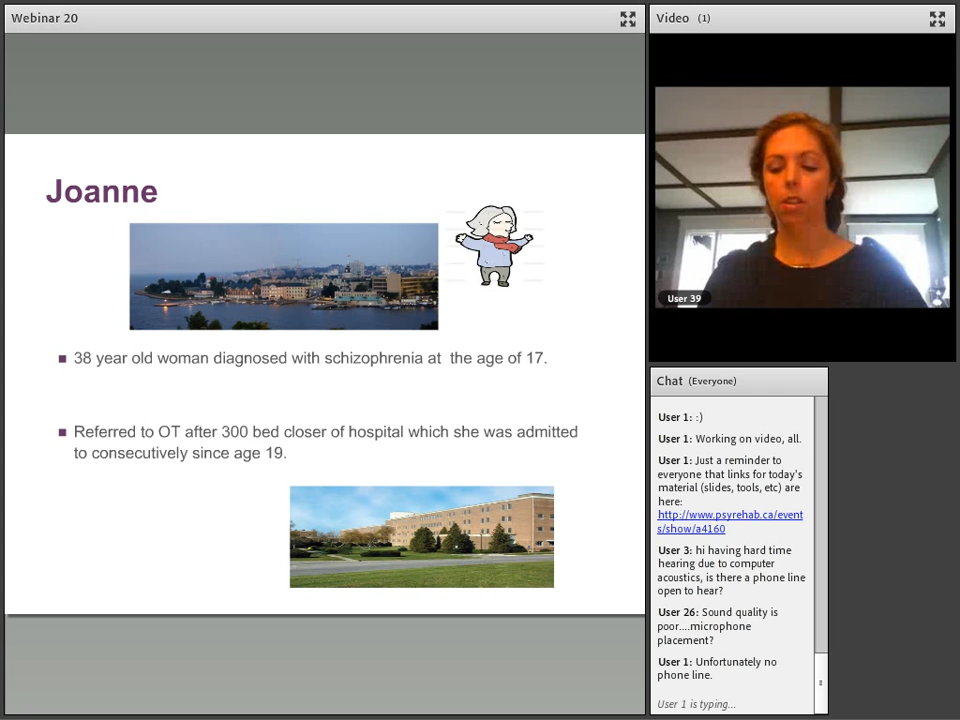 Webinar 20
Joanne
■ 38 year old woman diagnosed with schizophrenia at the age of 17.
■ Referred to OT after 300 bed closer of hospital which she was admitted
to consecutively since age 19.
Video (1)
User 39
Chat (Everyone)
User 1: :)
User 1: Working on video, all.
User 1: Just a reminder to
everyone that links for today's
material (slides, tools, etc) are
here:
http://www.psyrehab.ca/event
s/show/a4160
User 3: hi having hard time
hearing due to computer
acoustics, is there a phone line
open to hear?
User 26: Sound quality is
poor....microphone
placement?
User 1: Unfortunately no
phone line.
User 1 is typing...